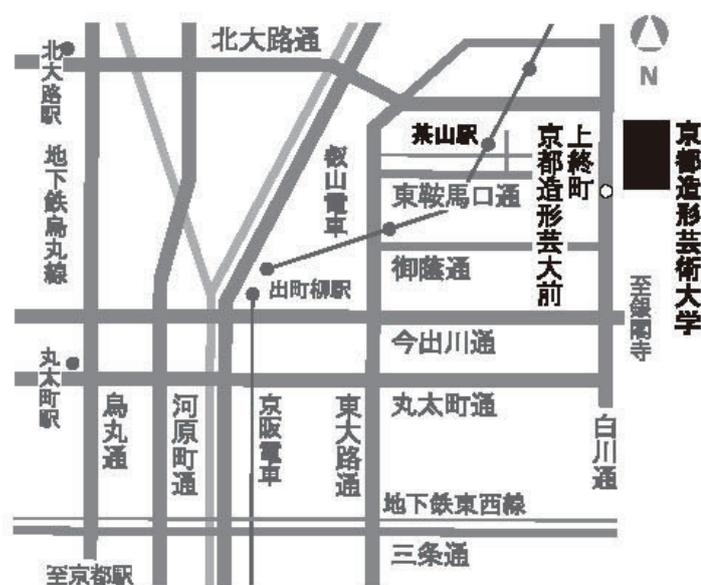 北大路通
N
北大路駅
茶山駅
京都造形芸大前
上終町
京都造形芸術大学
地下鉄烏丸線
叡山電車
東鞍馬口通
御蔭通
至銀閣寺
出町柳駅
今出川通
丸太町駅
烏丸通
河原町通
京阪電車
東大路通
丸太町通
白川通
地下鉄東西線
三条通
至京都駅